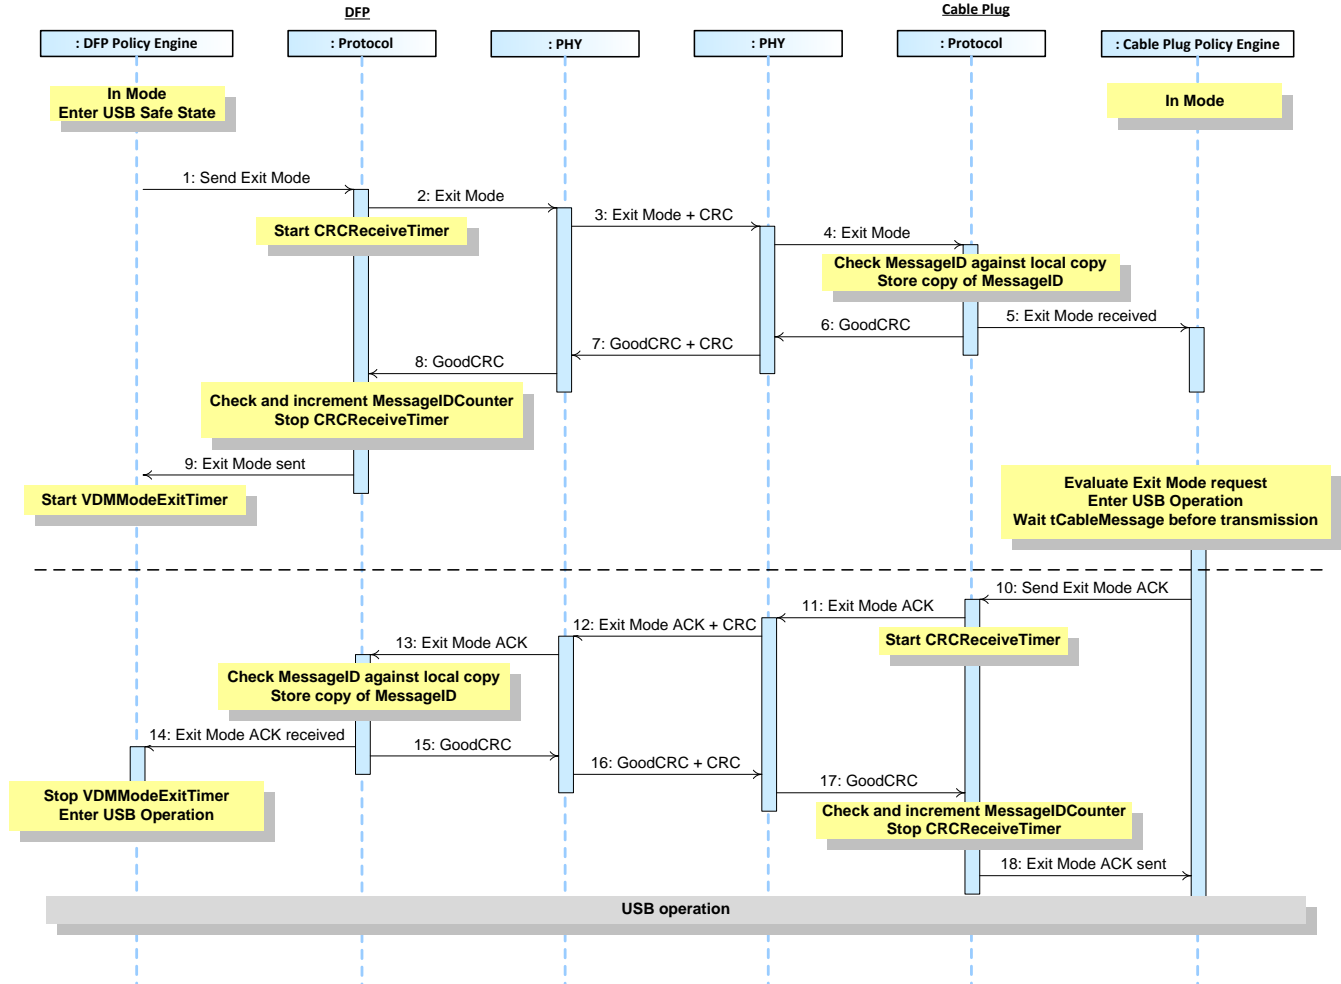 DFP
Cable Plug
: DFP Policy Engine
: Protocol
: PHY
: PHY
: Protocol
: Cable Plug Policy Engine
In Mode
Enter USB Safe State
In Mode
1: Send Exit Mode
2: Exit Mode
3: Exit Mode + CRC
Start CRCReceiveTimer
4: Exit Mode
Check MessageID against local copy
Store copy of MessageID
5: Exit Mode received
6: GoodCRC
7: GoodCRC + CRC
8: GoodCRC
Check and increment MessageIDCounter
Stop CRCReceiveTimer
9: Exit Mode sent
Start VDMModeExitTimer
Evaluate Exit Mode request
Enter USB Operation
Wait tCableMessage before transmission
10: Send Exit Mode ACK
11: Exit Mode ACK
12: Exit Mode ACK + CRC
Start CRCReceiveTimer
13: Exit Mode ACK
Check MessageID against local copy
Store copy of MessageID
14: Exit Mode ACK received
15: GoodCRC
16: GoodCRC + CRC
17: GoodCRC
Stop VDMModeExitTimer
Enter USB Operation
Check and increment MessageIDCounter
Stop CRCReceiveTimer
18: Exit Mode ACK sent
USB operation